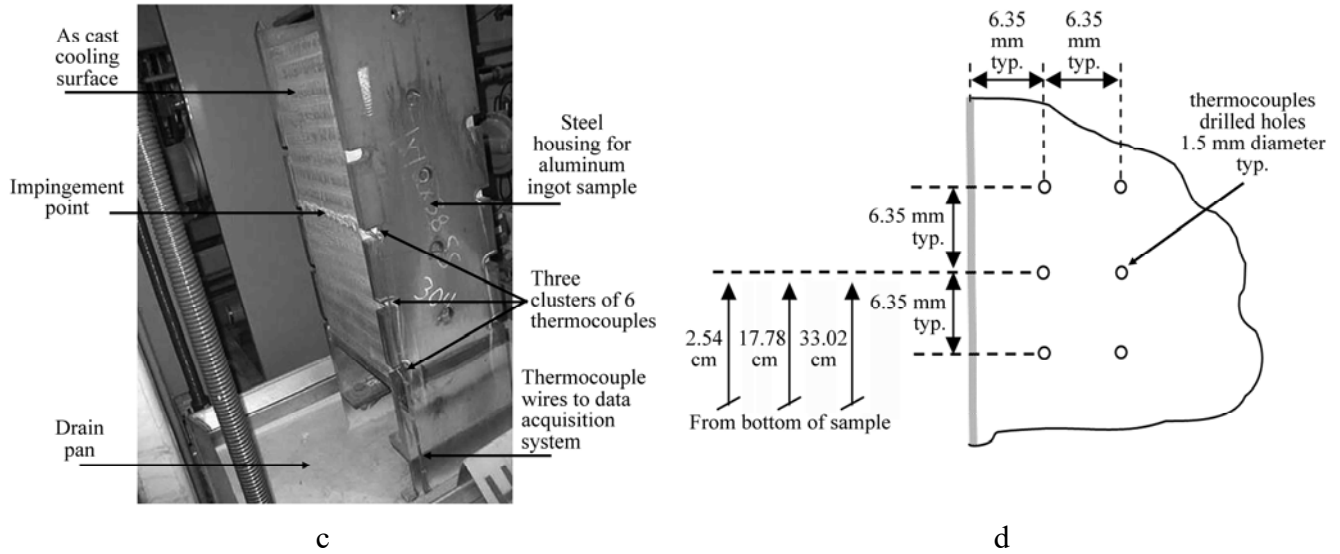 As cast
cooling
surface
Impingement
point
Drain
pan
Steel
housing for
aluminum
ingot sample
Three
clusters of 6
thermocouples
Thermocouple
wires to data
acquisition
system
c
6.35
mm
typ.
6.35
mm
typ.
thermocouples
drilled holes
1.5 mm diameter
typ.
6.35 mm
typ.
6.35 mm
typ.
2.54
cm
17.78
cm
33.02
cm
From bottom of sample
d